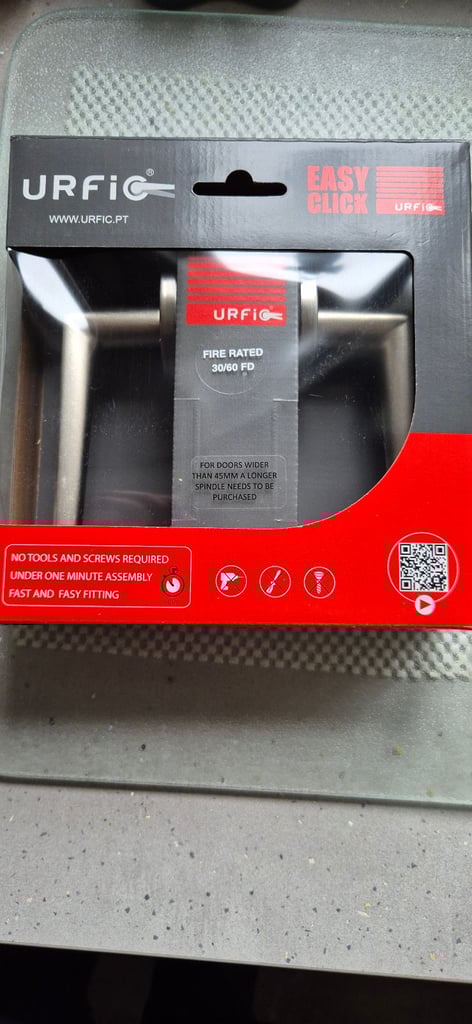 URFiC®
WWW.URFIC.PT
EASY
CLICK
URFiC
URFiC
FIRE RATED
30/60 FD
FOR DOORS WIDER
THAN 45MM A LONGER
SPINDLE NEEDS TO BE
PURCHASED
NO TOOLS AND SCREWS REQUIRED
UNDER ONE MINUTE ASSEMBLY
FAST AND EASY FITTING